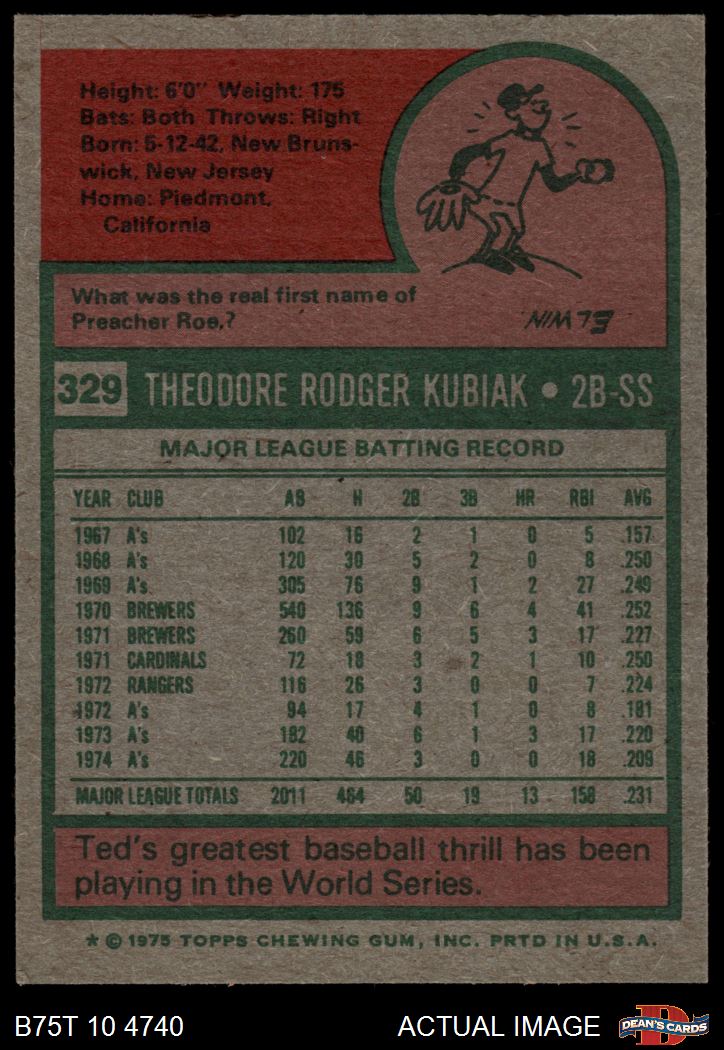 Height: 6'0" Weight: 175
Bats: Both Throws: Right
Born: 5-12-42, New Bruns-
wick, New Jersey
Home: Piedmont,
California
What was the real first name of
Preacher Roe.?
ELWIN
329 THEODORE RODGER KUBIAK • 2B-SS
MAJOR LEAGUE BATTING RECORD
YEAR CLUB AB H 2B 3B HR RBI AVG
1967 A's 102 16 2 1 0 5 .157
1968 A's 120 30 5 2 0 8 .250
1969 A's 305 76 9 1 2 27 .249
1970 BREWERS 540 136 9 6 4 41 .252
1971 BREWERS 260 59 6 5 3 17 .227
1971 CARDINALS 72 18 3 2 1 10 .250
1972 RANGERS 116 26 3 0 0 7 .224
1972 A's 94 17 4 1 0 8 .181
1973 A's 182 40 6 1 3 17 .220
1974 A's 220 46 3 0 0 18 .209
MAJOR LEAGUE TOTALS 2011 464 50 19 13 158 .231
Ted's greatest baseball thrill has been
playing in the World Series.
* © 1975 TOPPS CHEWING GUM, INC. PRTD IN U.S.A.
B75T 10 4740 ACTUAL IMAGE D DEAN'S CARDS